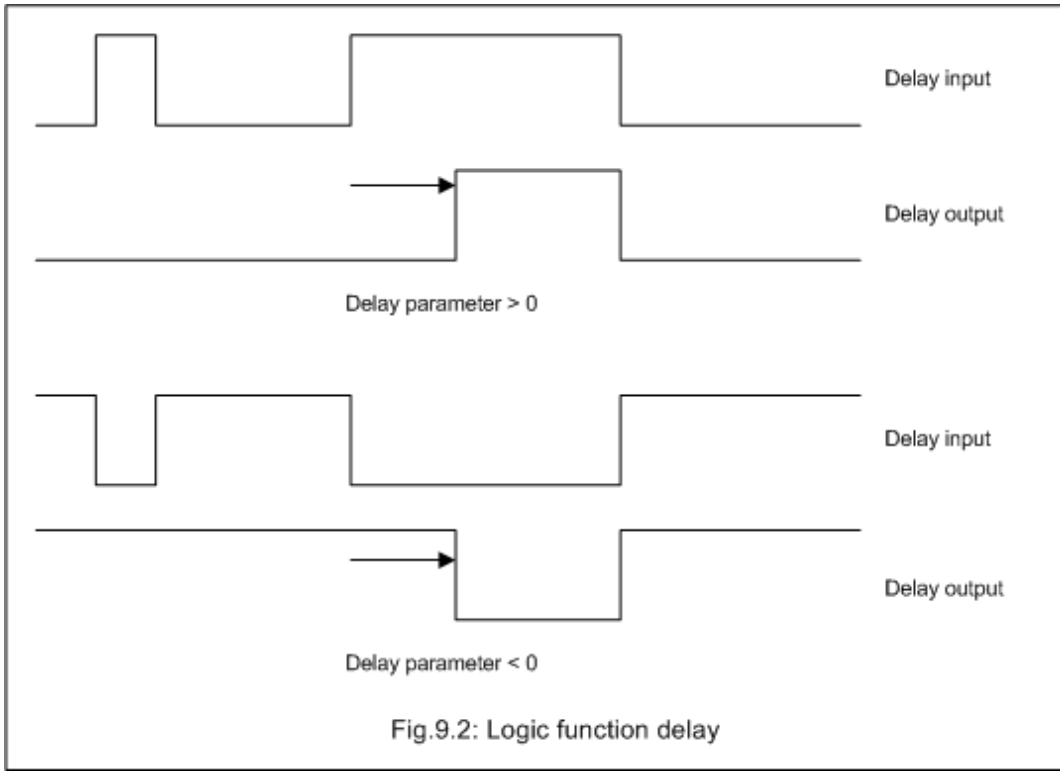 Delay input
Delay output
Delay parameter > 0
Delay input
Delay output
Delay parameter < 0
Fig.9.2: Logic function delay